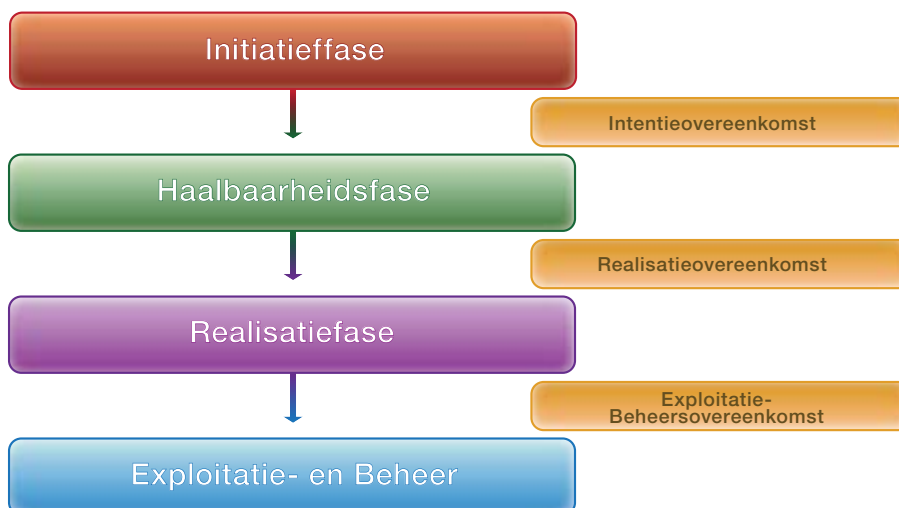 Initiatieffase
Intentieovereenkomst
Haalbaarheidsfase
Realisatieovereenkomst
Realisatiefase
Exploitatie-
Beheersovereenkomst
Exploitatie- en Beheer